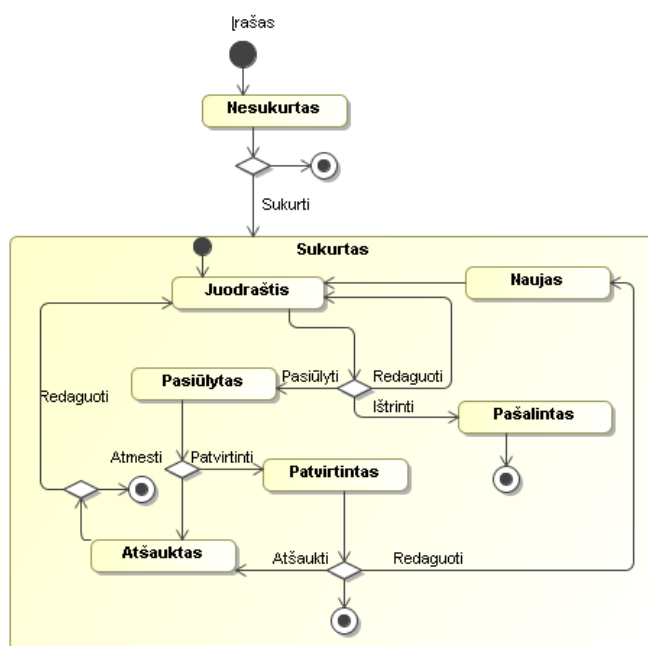 Įrašas
Nesukurtas
Sukurti
Sukurtas
Juodraštis
Naujas
Pasiūlytas
Pasiūlyti
Redaguoti
Redaguoti
Ištrinti
Pašalintas
Atmesti
Patvirtinti
Patvirtintas
Atšauktas
Atšaukti
Redaguoti